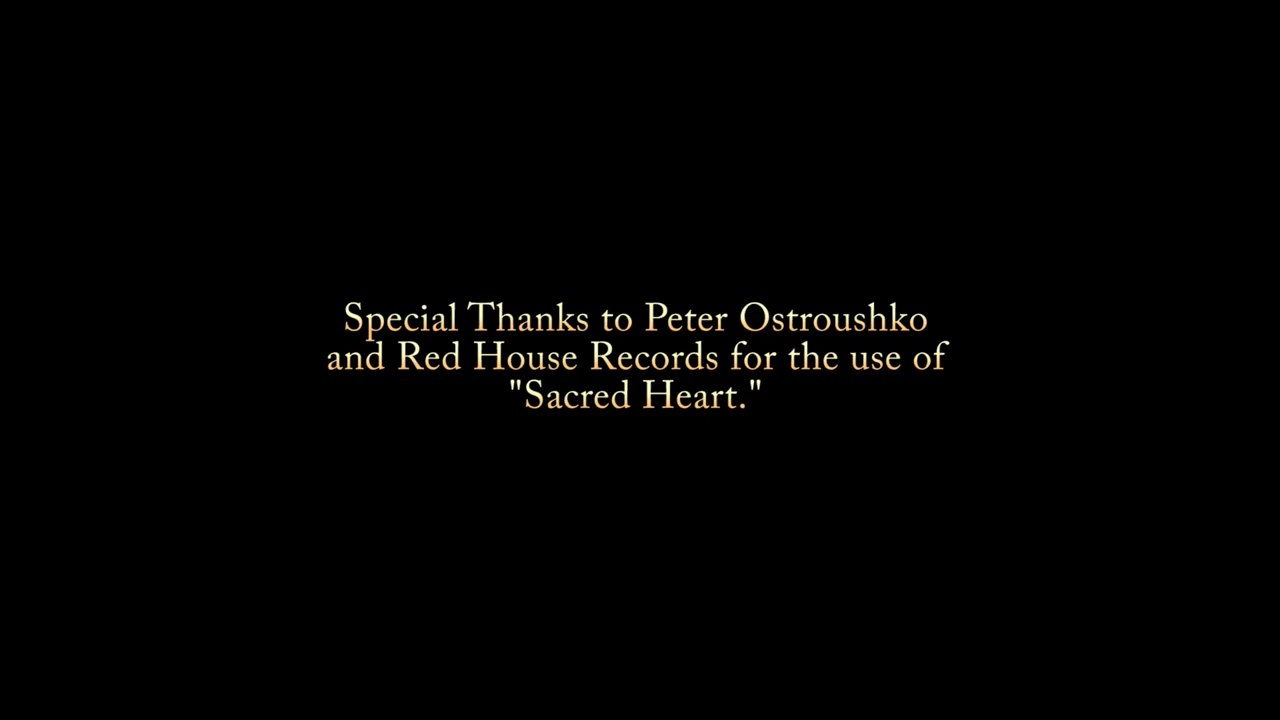 Special Thanks to Peter Ostroushko
and Red House Records for the use of
"Sacred Heart."